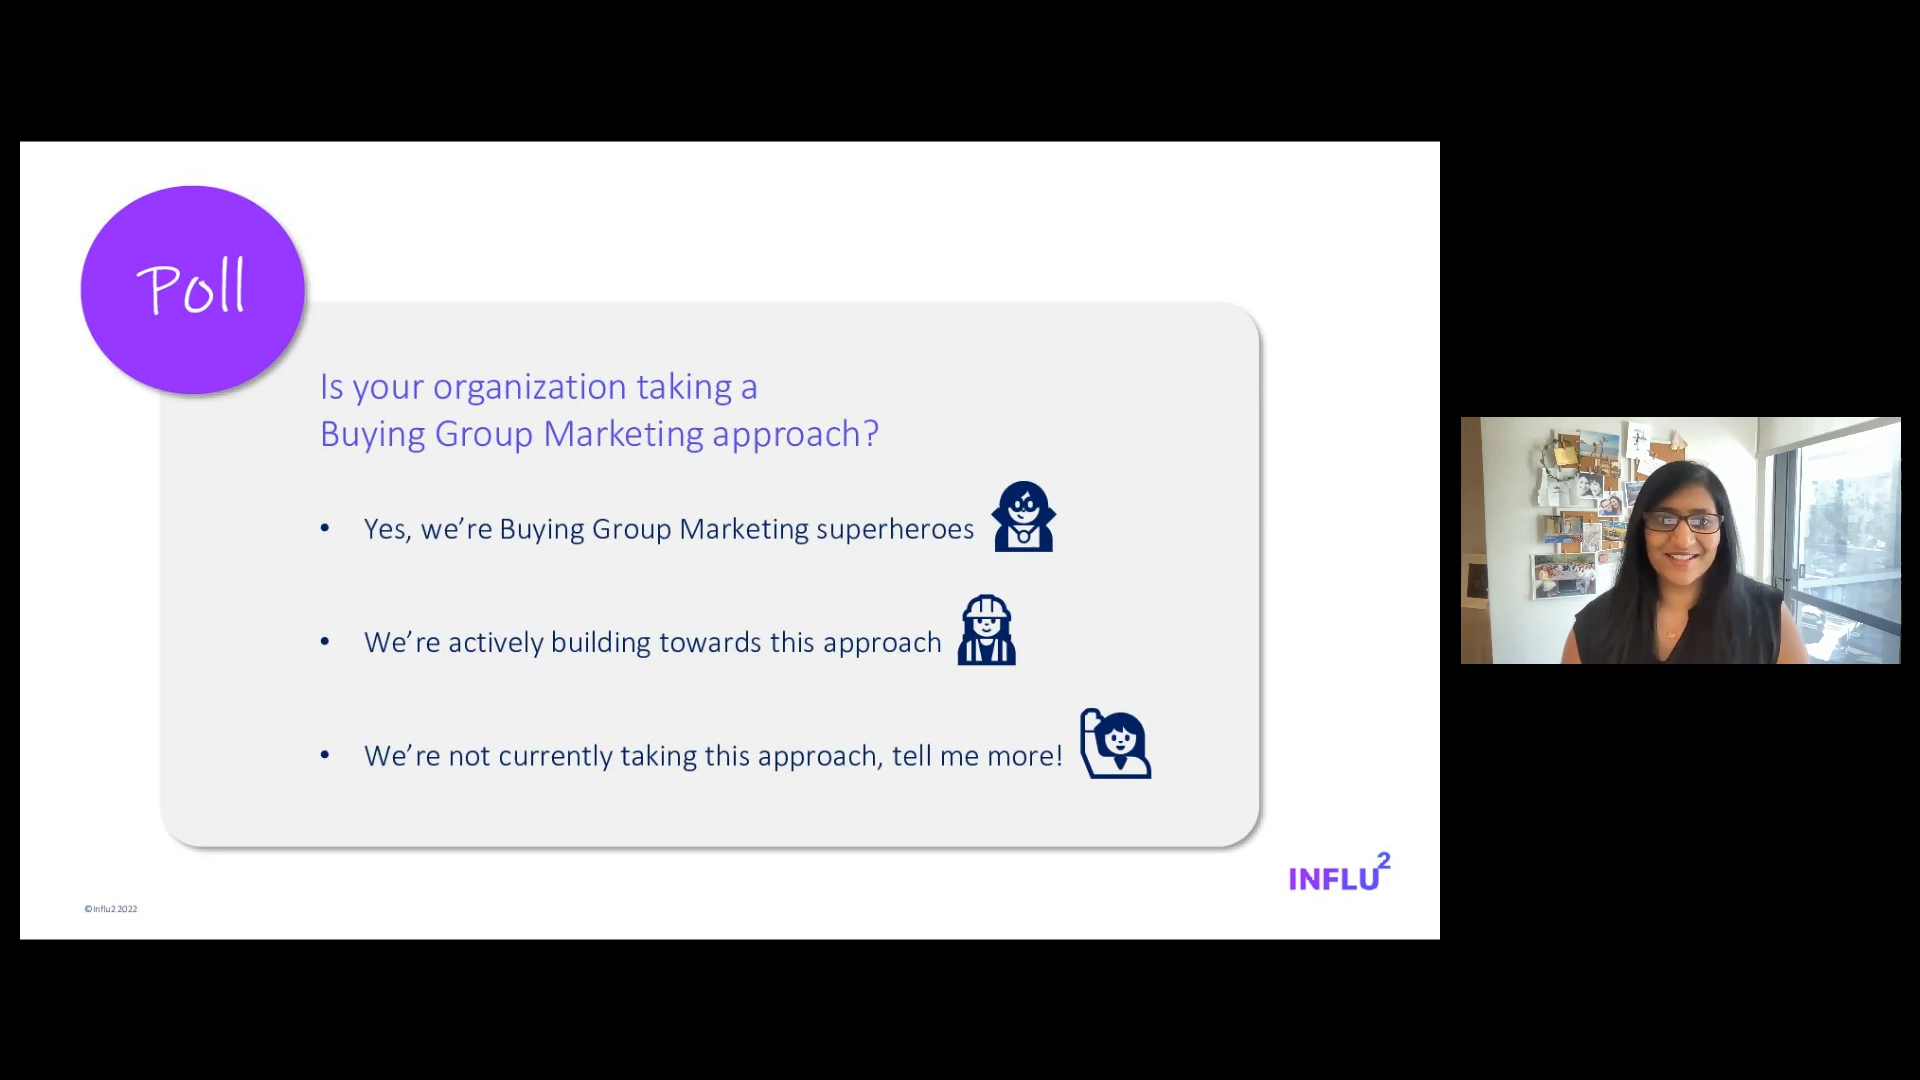 Poll
Is your organization taking a
Buying Group Marketing approach?
• Yes, we’re Buying Group Marketing superheroes
• We’re actively building towards this approach
• We’re not currently taking this approach, tell me more!
INFLU2
©Influ2 2022